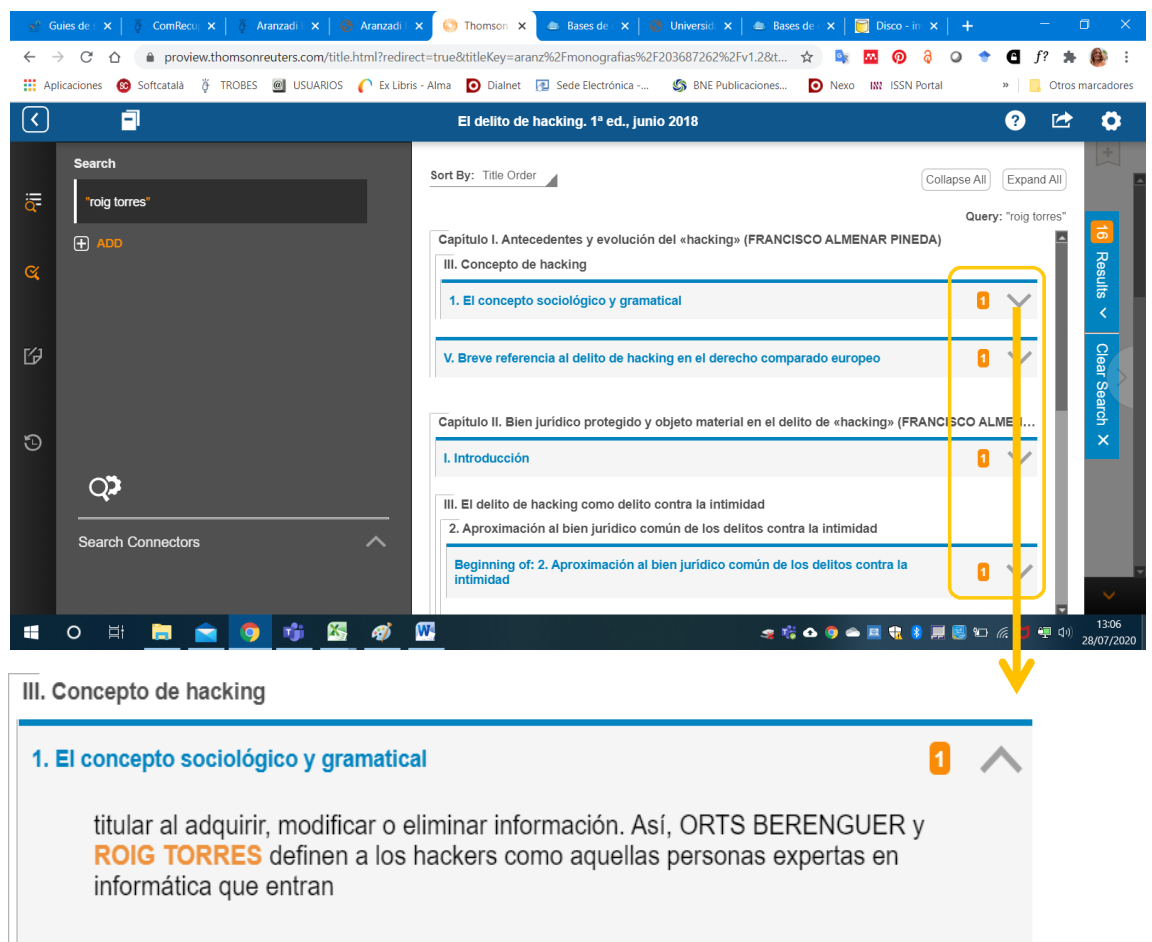 Guies de
ComRecu
Aranzadi
Aranzadi
Thomson
Bases de
Universid
Bases de
Disco - in
proview.thomsonreuters.com/title.html?redirect=true&titleKey=aranz%2Fmonografias%2F203687262%2Fv1.2&t...
f?
Aplicaciones
Softcatalà
TROBES
USUARIOS
Ex Libris - Alma
Dialnet
Sede Electrónica -...
BNE Publicaciones...
Nexo
ISSN Portal
»
Otros marcadores
El delito de hacking. 1ª ed., junio 2018
Search
"roig torres"
ADD
Search Connectors
Sort By: Title Order
Collapse All
Expand All
Query: "roig torres"
Capítulo I. Antecedentes y evolución del «hacking» (FRANCISCO ALMENAR PINEDA)
III. Concepto de hacking
1. El concepto sociológico y gramatical
1
V. Breve referencia al delito de hacking en el derecho comparado europeo
1
Capítulo II. Bien jurídico protegido y objeto material en el delito de «hacking» (FRANCISCO ALMEN...
I. Introducción
1
III. El delito de hacking como delito contra la intimidad
2. Aproximación al bien jurídico común de los delitos contra la intimidad
Beginning of: 2. Aproximación al bien jurídico común de los delitos contra la
intimidad
1
16 Results
Clear Search X
13:06
28/07/2020
III. Concepto de hacking
1. El concepto sociológico y gramatical
1
titular al adquirir, modificar o eliminar información. Así, ORTS BERENGUER y
ROIG TORRES definen a los hackers como aquellas personas expertas en
informática que entran